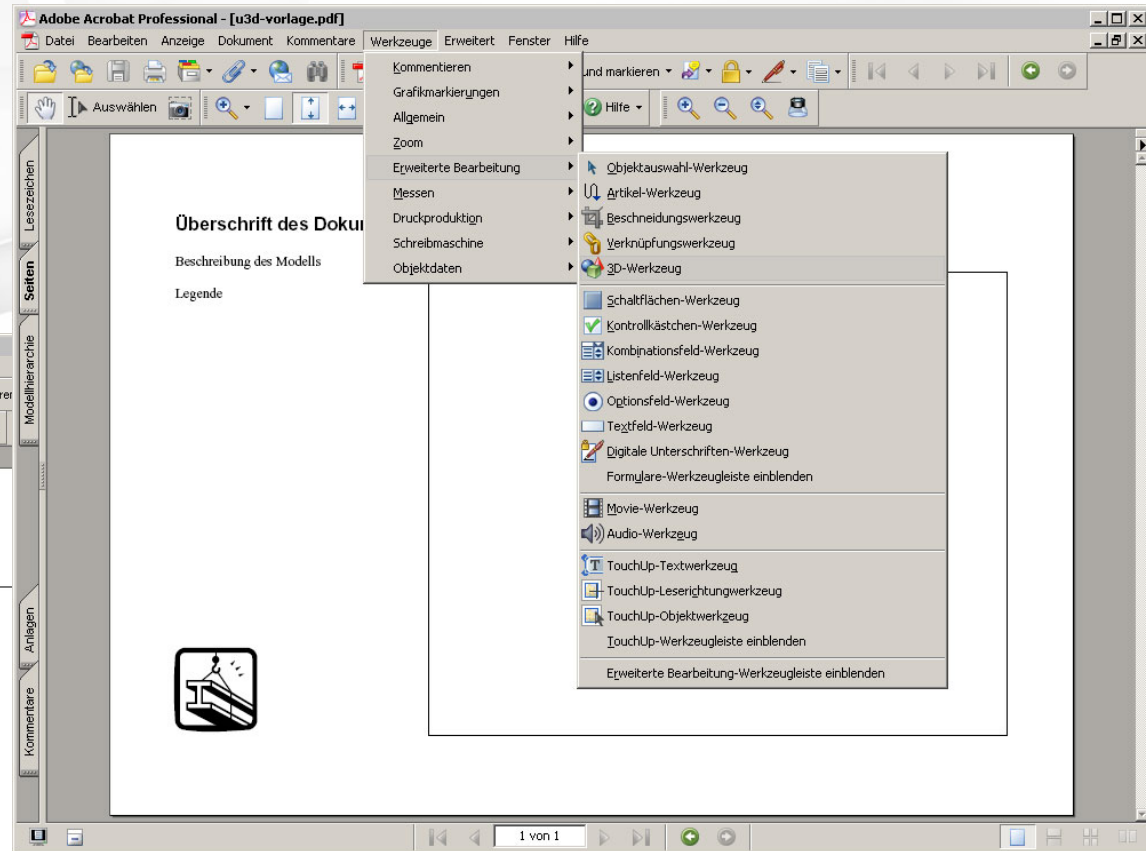 Adobe Acrobat Professional - [u3d-vorlage.pdf]
Datei Bearbeiten Anzeige Dokument Kommentare Werkzeuge Erweitert Fenster Hilfe
und markieren
Auswählen
Hilfe
Kommentieren
Grafikmarkierungen
Allgemein
Zoom
Erweiterte Bearbeitung
Messen
Druckproduktion
Schreibmaschine
Objektdaten
Objektauswahl-Werkzeug
Artikel-Werkzeug
Beschneidungswerkzeug
Verknüpfungswerkzeug
3D-Werkzeug
Schaltflächen-Werkzeug
Kontrollkästchen-Werkzeug
Kombinationsfeld-Werkzeug
Listenfeld-Werkzeug
Optionsfeld-Werkzeug
Textfeld-Werkzeug
Digitale Unterschriften-Werkzeug
Formulare-Werkzeugleiste einblenden
Movie-Werkzeug
Audio-Werkzeug
TouchUp-Textwerkzeug
TouchUp-Leserichtungwerkzeug
TouchUp-Objektwerkzeug
TouchUp-Werkzeugleiste einblenden
Erweiterte Bearbeitung-Werkzeugleiste einblenden
Lesezeichen
Seiten
Modellhierarchie
Anlagen
Kommentare
Überschrift des Doku
Beschreibung des Modells
Legende
1 von 1